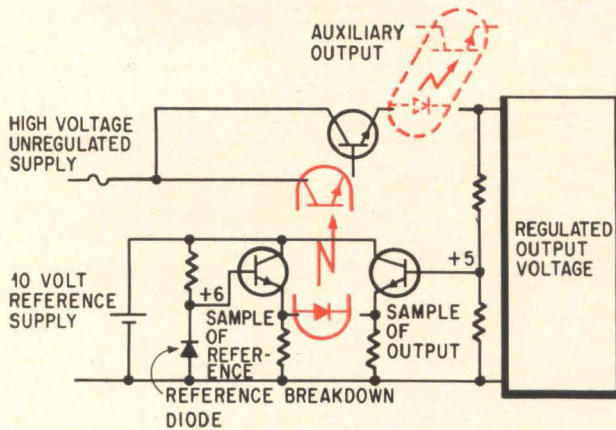 AUXILIARY
OUTPUT
HIGH VOLTAGE
UNREGULATED
SUPPLY
REGULATED
OUTPUT
VOLTAGE
10 VOLT
REFERENCE
SUPPLY
+6
SAMPLE
OF
REFER-
ENCE
+5
SAMPLE
OF
OUTPUT
REFERENCE BREAKDOWN
DIODE